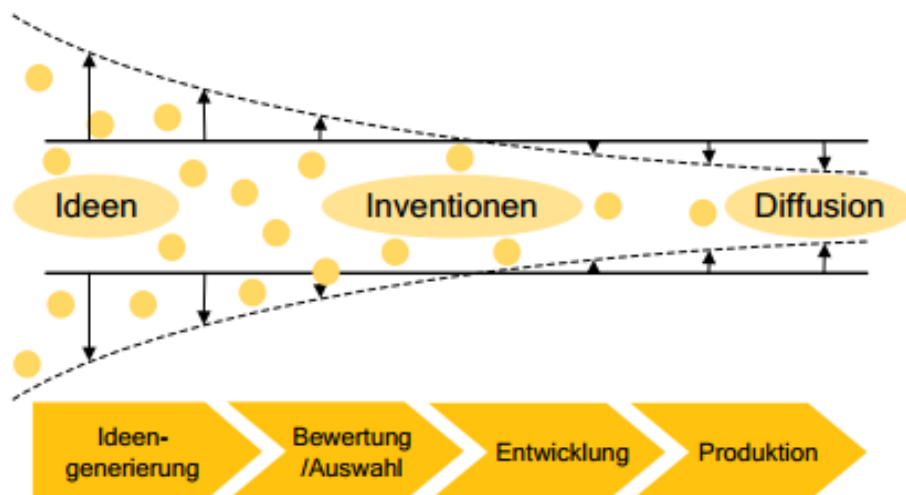 Ideen
Inventionen
Diffusion
Ideen-
generierung
Bewertung
/Auswahl
Entwicklung
Produktion